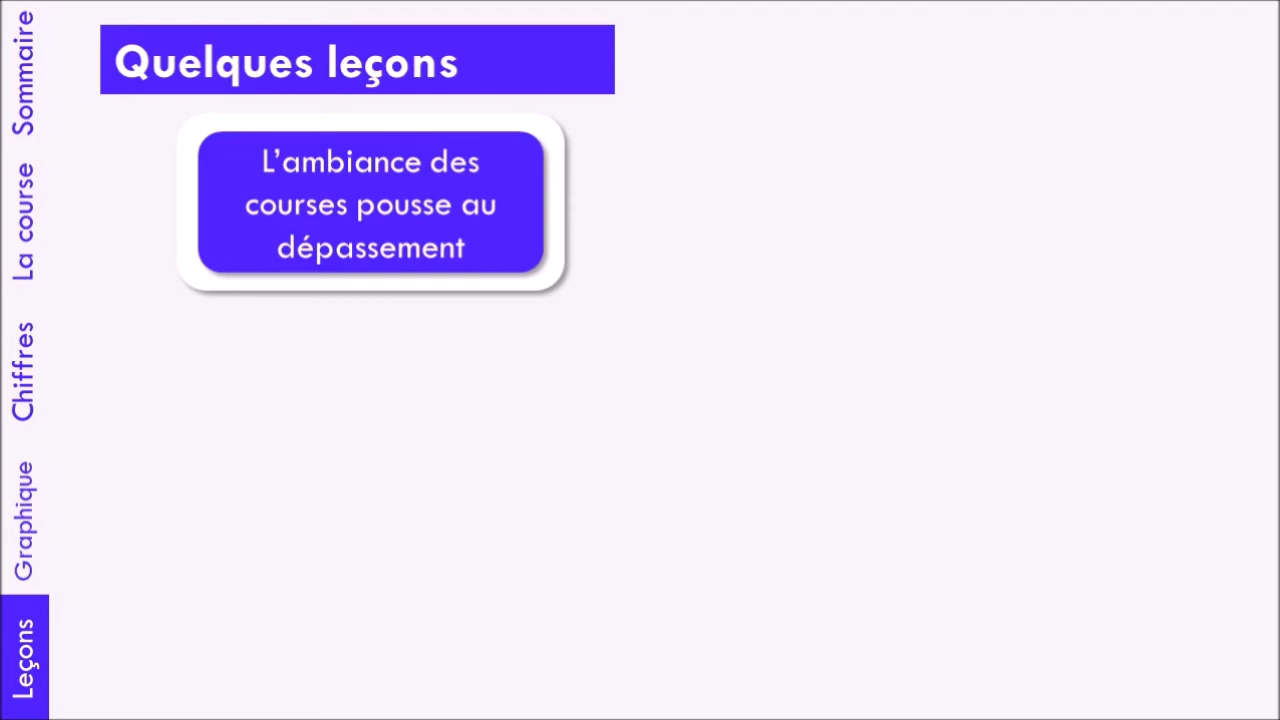 Quelques leçons
L’ambiance des
courses pousse au
dépassement
Sommaire
La course
Chiffres
Graphique
Leçons